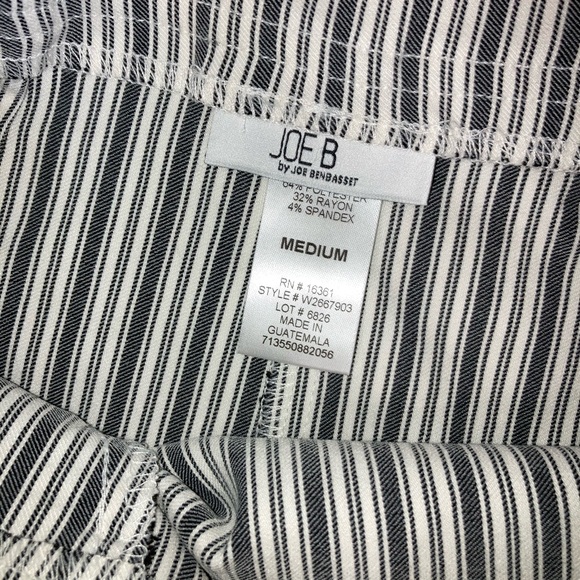 JOE B
by JOE BENBASSET
64% POLYESTER
32% RAYON
4% SPANDEX
MEDIUM
RN # 16361
STYLE # W2667903
LOT # 6826
MADE IN
GUATEMALA
713550882056